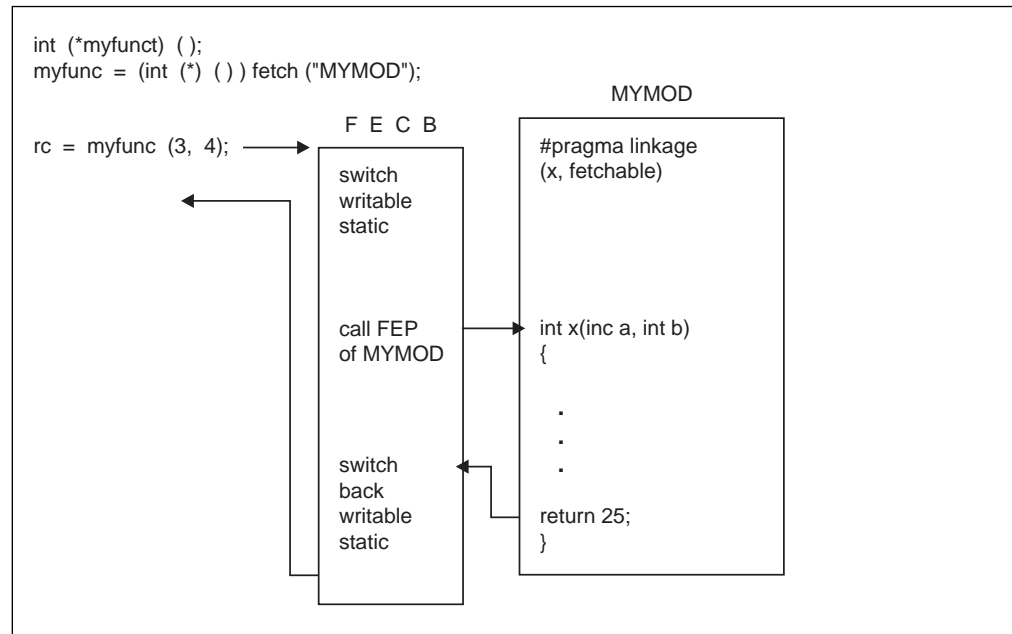 int (*myfunct) ( );
myfunc = (int (*) ( ) ) fetch ("MYMOD");
rc = myfunc (3, 4);
F E C B
switch
writable
static
call FEP
of MYMOD
switch
back
writable
static
MYMOD
#pragma linkage
(x, fetchable)
int x(inc a, int b)
{
.
.
.
return 25;
}